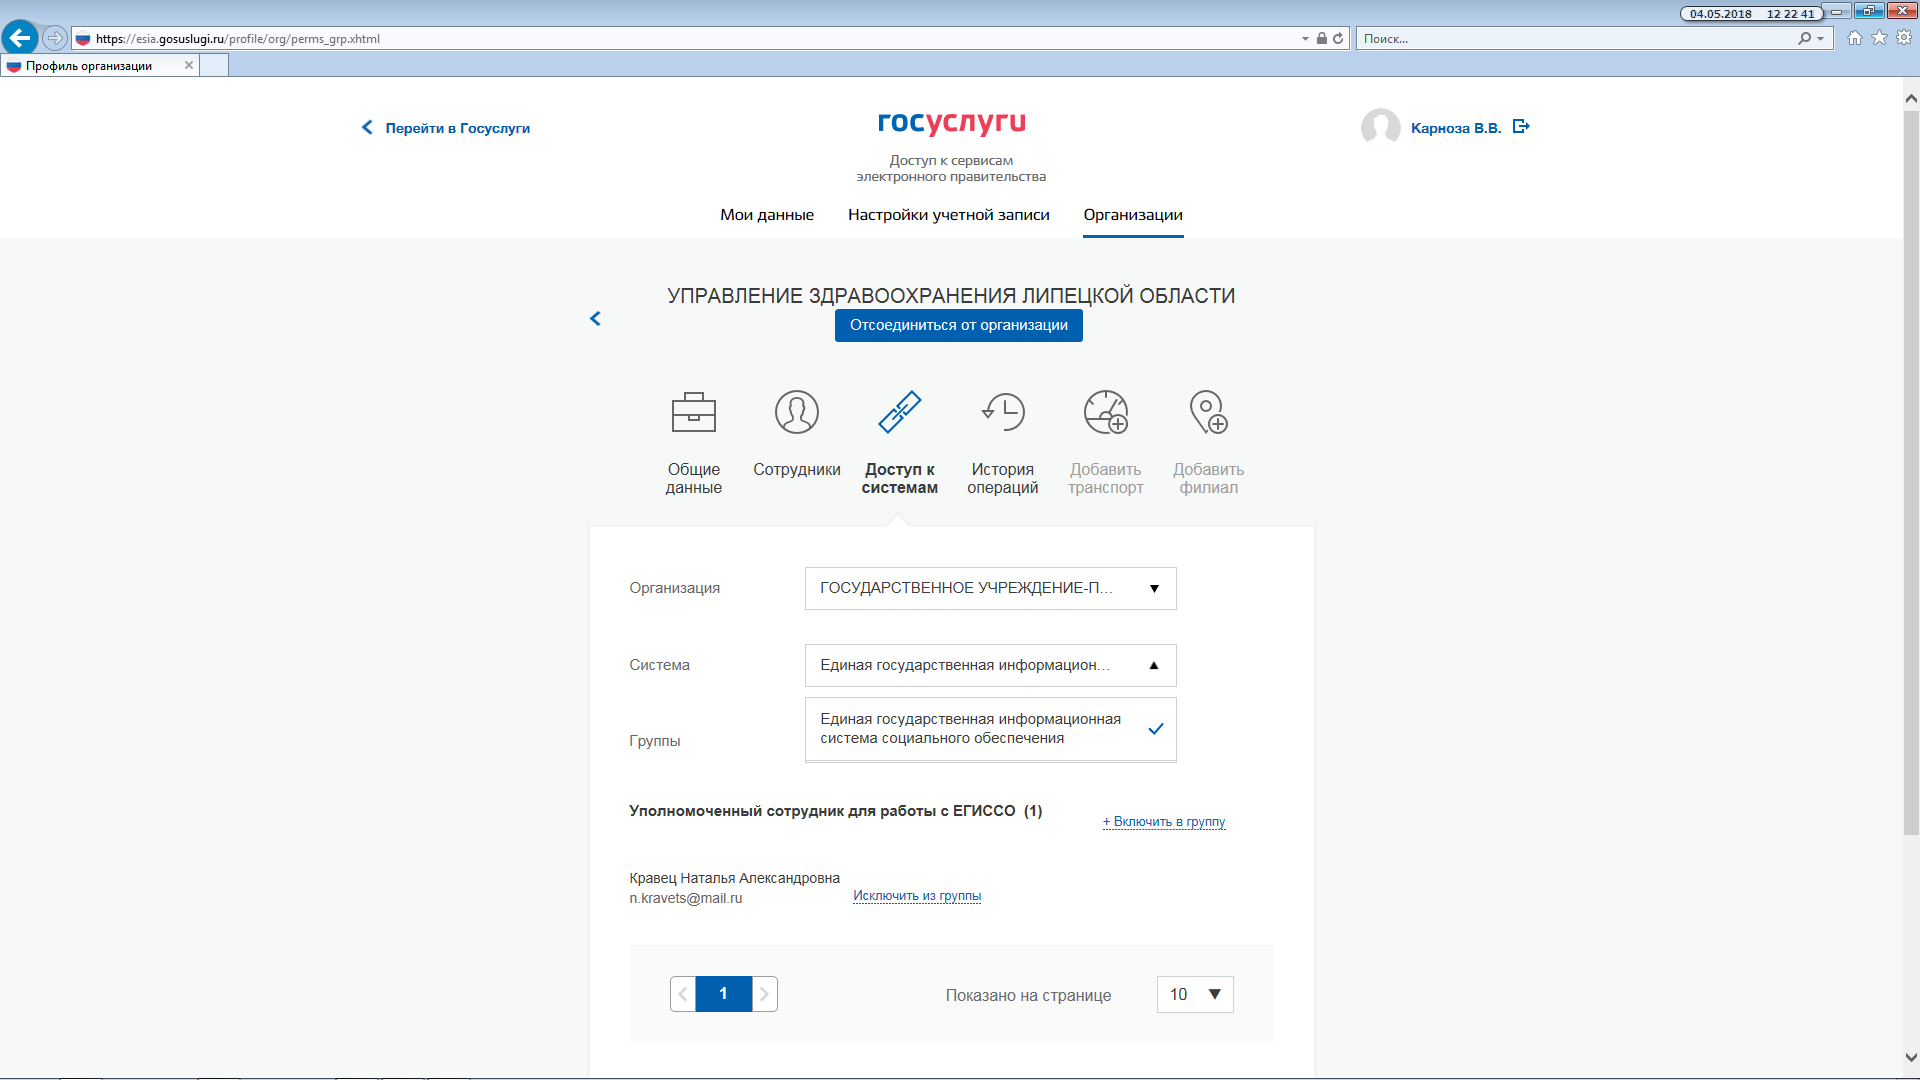 04.05.2018 12 22 41
https://esia.gosuslugi.ru/profile/org/perms_grp.xhtml
Поиск...
Профиль организации
Перейти в Госуслуги
госуслуги
Карноза В.В.
Доступ к сервисам
электронного правительства
Мои данные
Настройки учетной записи
Организации
УПРАВЛЕНИЕ ЗДРАВООХРАНЕНИЯ ЛИПЕЦКОЙ ОБЛАСТИ
Отсоединиться от организации
Общие
данные
Сотрудники
Доступ к
системам
История
операций
Добавить
транспорт
Добавить
филиал
Организация
ГОСУДАРСТВЕННОЕ УЧРЕЖДЕНИЕ-П...
Система
Единая государственная информацион...
Единая государственная информационная
система социального обеспечения
Группы
Уполномоченный сотрудник для работы с ЕГИССО (1)
+ Включить в группу
Кравец Наталья Александровна
n.kravets@mail.ru
Исключить из группы
1
Показано на странице
10